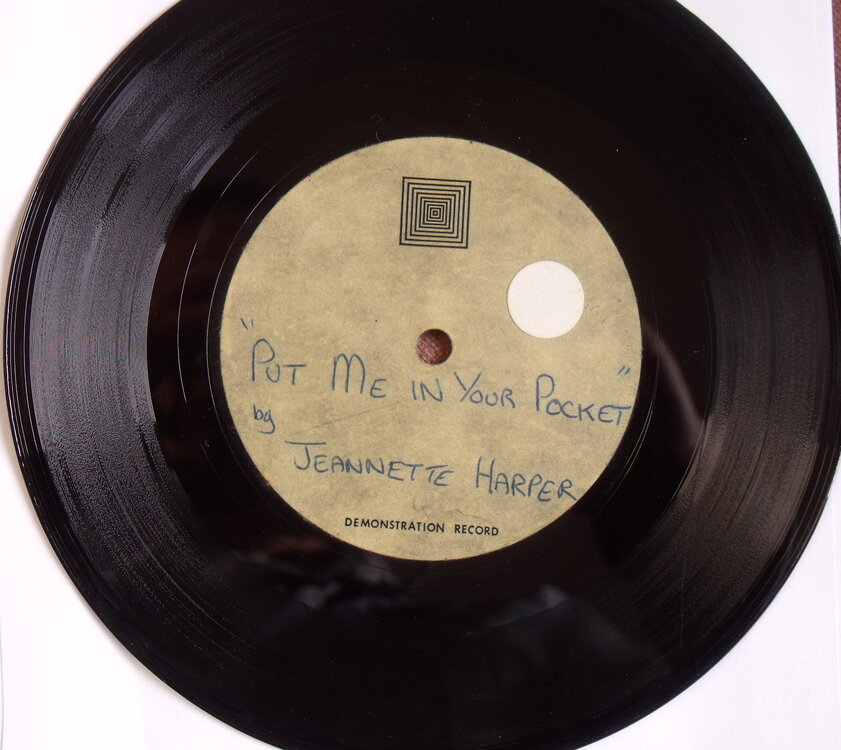 "PUT ME IN YOUR POCKET"
by
JEANNETTE HARPER
DEMONSTRATION RECORD